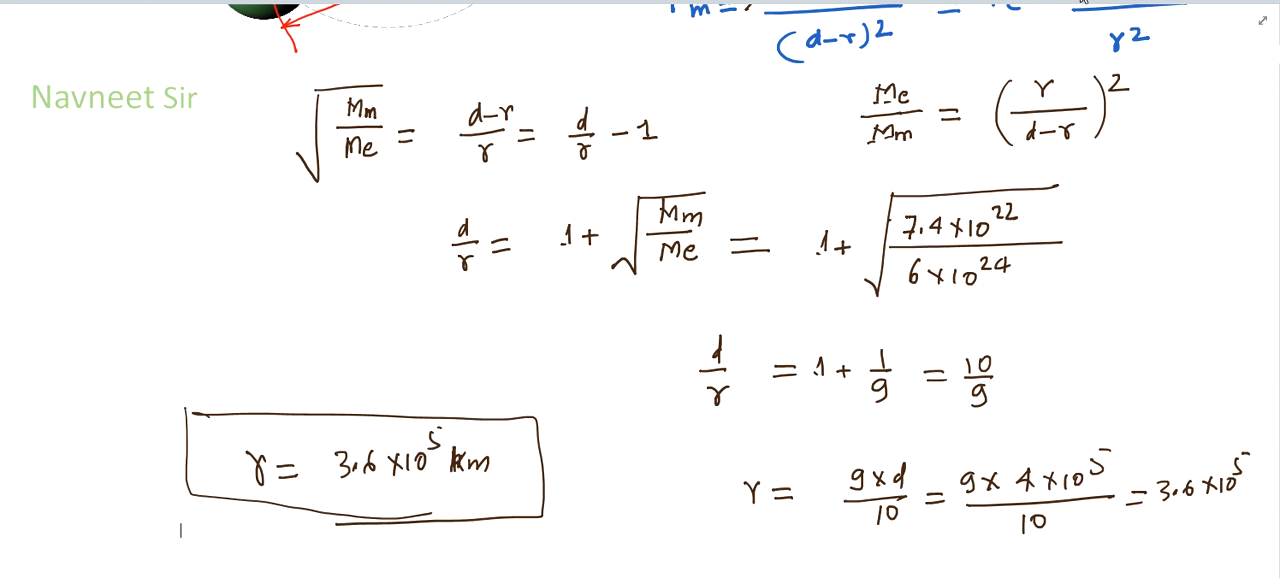 (d-r)² = r²
Navneet Sir
√(Mm/Me) = (d-r)/r = d/r - 1
Me/Mm = (r/(d-r))²
d/r = 1 + √(Mm/Me) = 1 + √(7.4×10²²/6×10²⁴)
d/r = 1 + 1/9 = 10/9
r = 3.6×10⁵ km
r = 9×d/10 = 9×4×10⁵/10 = 3.6×10⁵